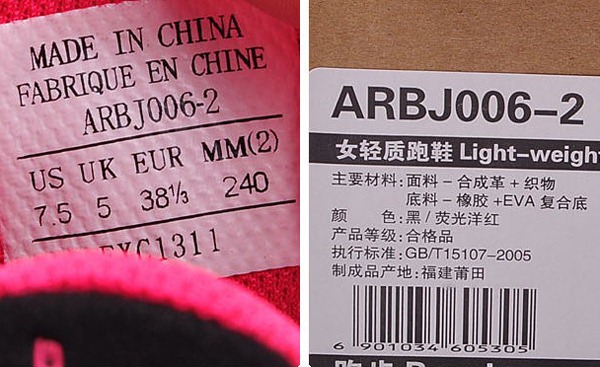 MADE IN CHINA
FABRIQUE EN CHINE
ARBJ006-2
US UK EUR MM(2)
7.5 5 38⅓ 240
EXC1311
ARBJ006-2
女轻质跑鞋 Light-weigh
主要材料: 面料 - 合成革 + 织物
底料 - 橡胶 +EVA 复合底
颜 色: 黑 / 荧光洋红
产品等级: 合格品
执行标准: GB/T15107-2005
制成品产地: 福建莆田
6 901034 605305